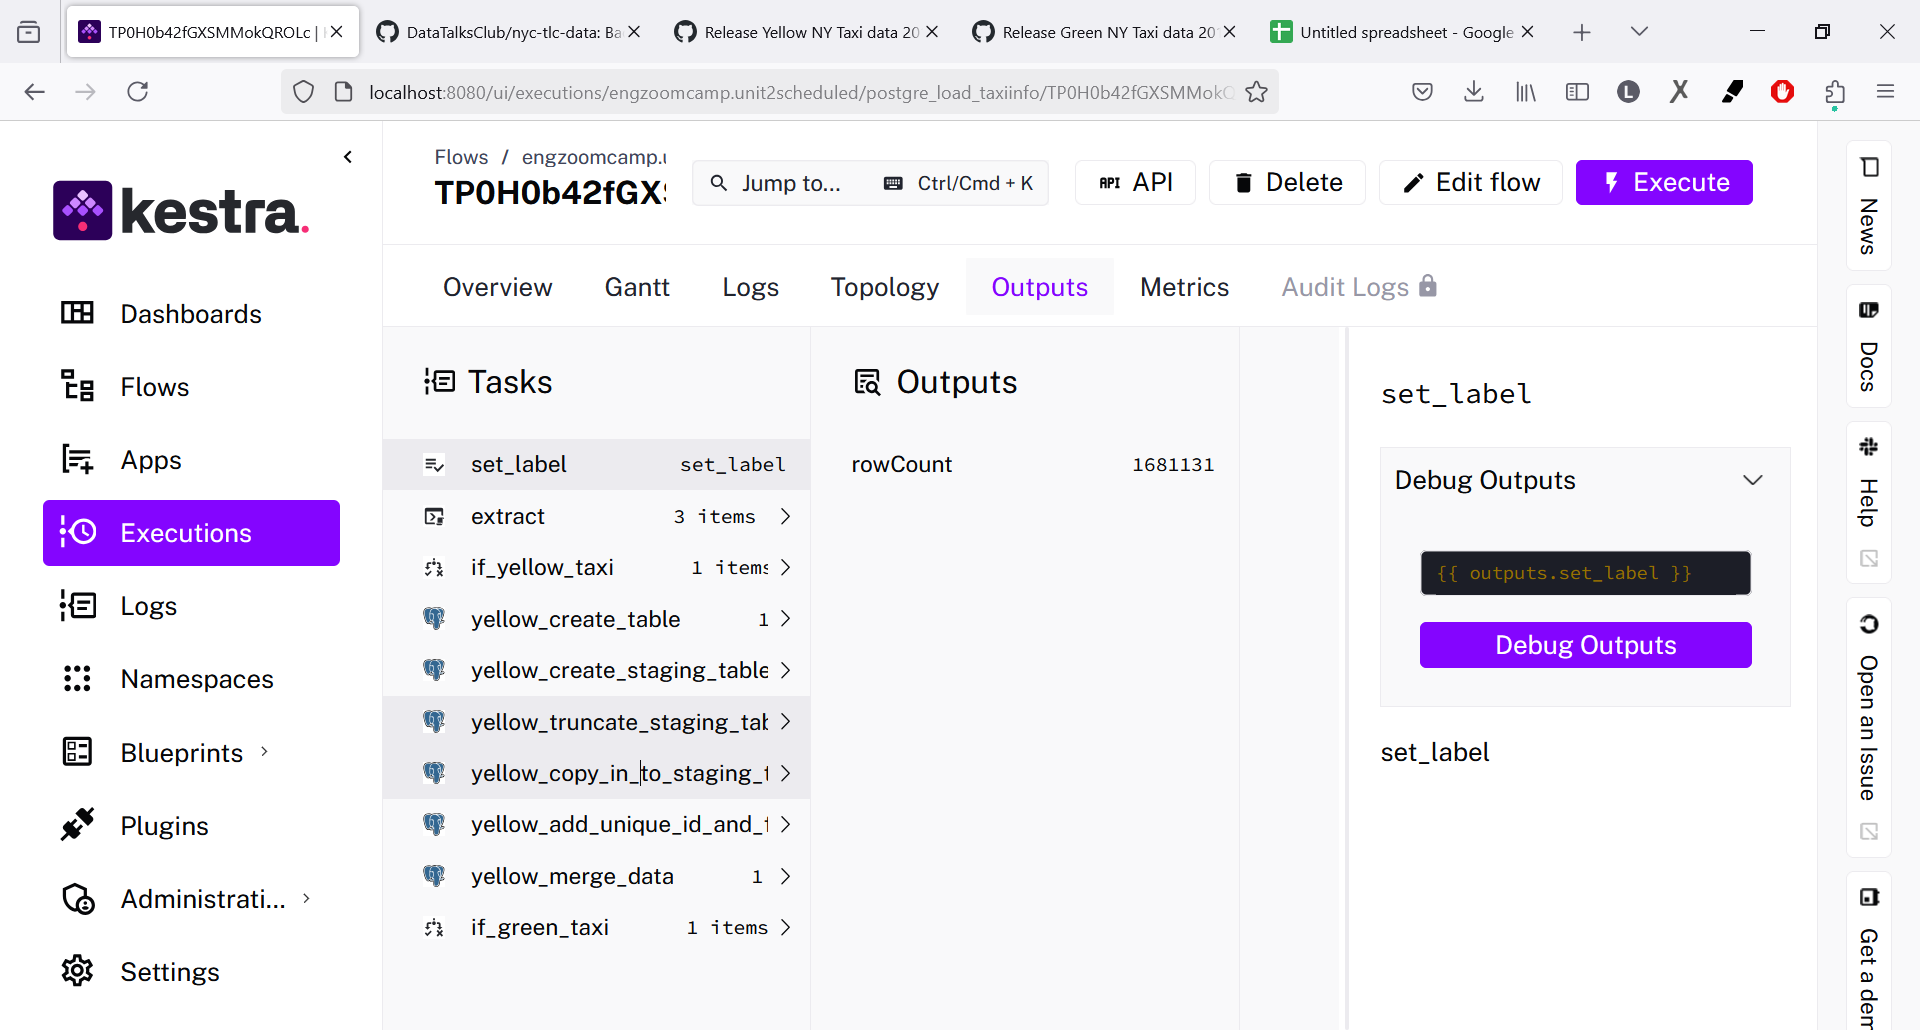 TP0H0b42fGXSMMokQROLc |
DataTalksClub/nyc-tlc-data: Ba
Release Yellow NY Taxi data 20
Release Green NY Taxi data 20
Untitled spreadsheet - Google
localhost:8080/ui/executions/engzoomcamp.unit2scheduled/postgre_load_taxiinfo/TP0H0b42fGXSMMokQ
L
kestra.
Flows / engzoomcamp.u
TP0H0b42fGXS
Jump to...
Ctrl/Cmd + K
API API
Delete
Edit flow
Execute
Overview
Gantt
Logs
Topology
Outputs
Metrics
Audit Logs
Dashboards
Flows
Apps
Executions
Logs
Namespaces
Blueprints
Plugins
Administrati...
Settings
Tasks
set_label set_label
extract 3 items
if_yellow_taxi 1 items
yellow_create_table 1
yellow_create_staging_table
yellow_truncate_staging_tab
yellow_copy_in_to_staging_t
yellow_add_unique_id_and_f
yellow_merge_data 1
if_green_taxi 1 items
Outputs
rowCount 1681131
set_label
Debug Outputs
{{ outputs.set_label }}
Debug Outputs
set_label
News
Docs
Help
Open an Issue
Get a dem